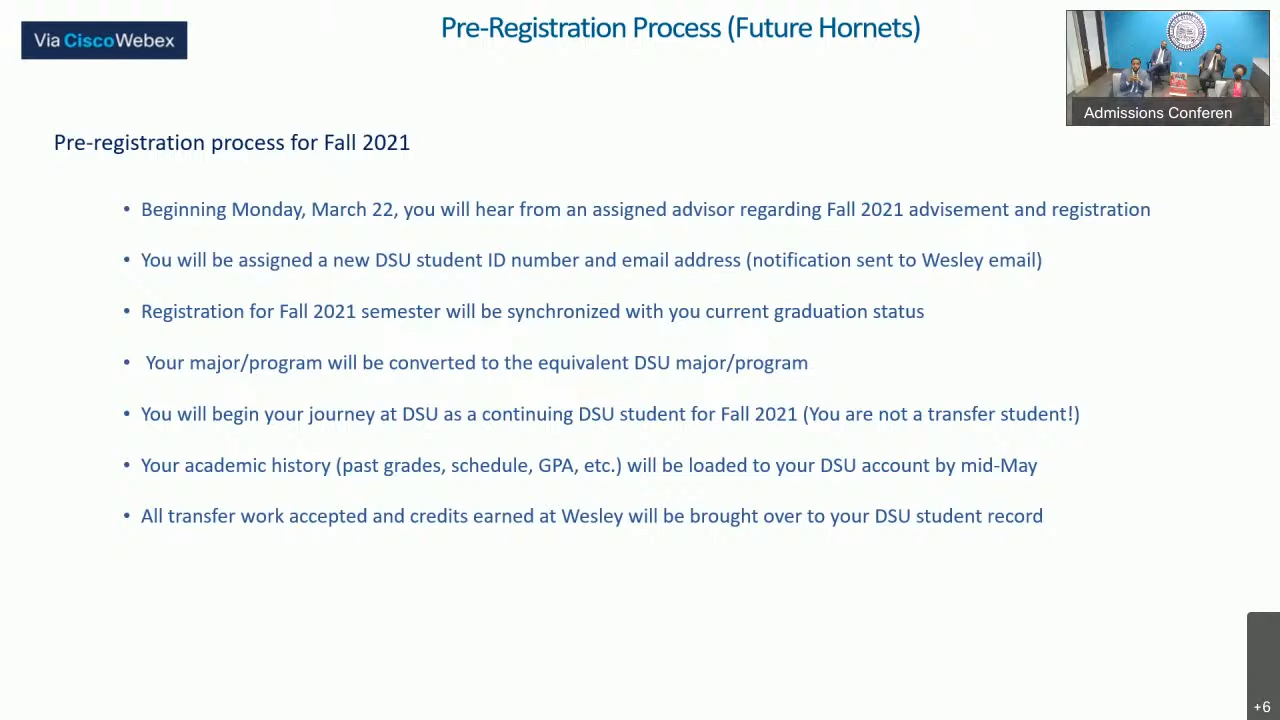 Via CiscoWebex
Pre-Registration Process (Future Hornets)
Admissions Conferen
Pre-registration process for Fall 2021
• Beginning Monday, March 22, you will hear from an assigned advisor regarding Fall 2021 advisement and registration
• You will be assigned a new DSU student ID number and email address (notification sent to Wesley email)
• Registration for Fall 2021 semester will be synchronized with you current graduation status
• Your major/program will be converted to the equivalent DSU major/program
• You will begin your journey at DSU as a continuing DSU student for Fall 2021 (You are not a transfer student!)
• Your academic history (past grades, schedule, GPA, etc.) will be loaded to your DSU account by mid-May
• All transfer work accepted and credits earned at Wesley will be brought over to your DSU student record
+6